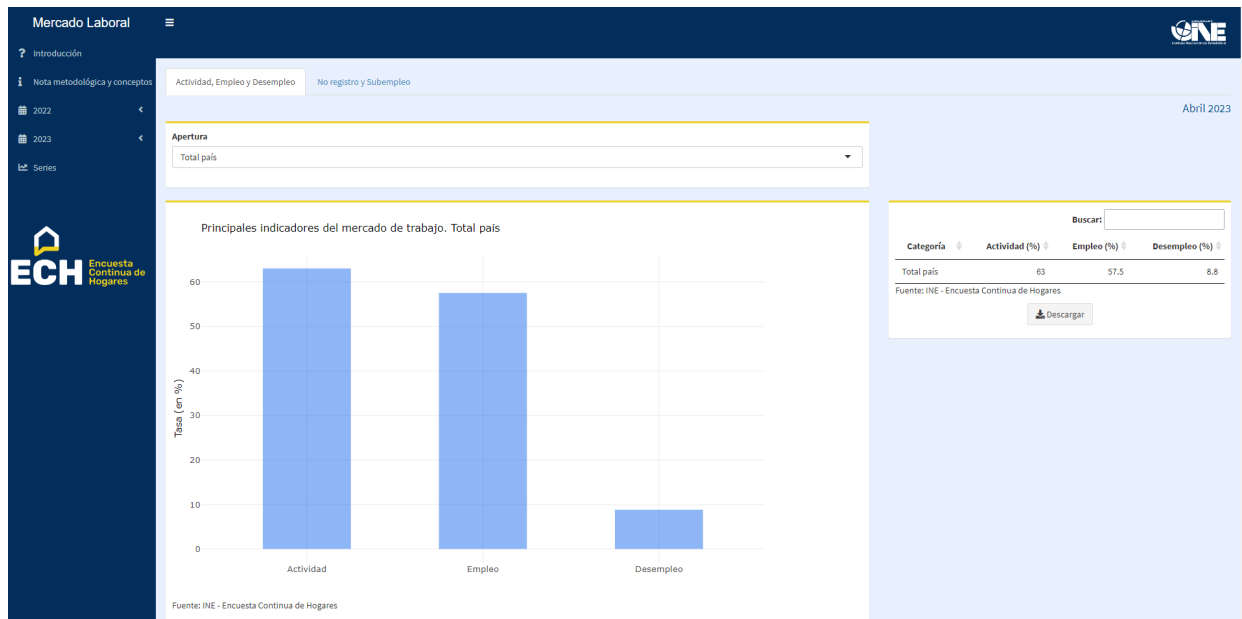 Mercado Laboral
INE
Introducción
Nota metodológica y conceptos
2022
2023
Series
ECH Encuesta Continua de Hogares
Actividad, Empleo y Desempleo No registro y Subempleo
Abril 2023
Apertura
Total país
Principales indicadores del mercado de trabajo. Total país
Tasa (en %)
60
50
40
30
20
10
0
Actividad Empleo Desempleo
Fuente: INE - Encuesta Continua de Hogares
Buscar:
Categoría Actividad (%) Empleo (%) Desempleo (%)
Total país 63 57.5 8.8
Fuente: INE - Encuesta Continua de Hogares
Descargar